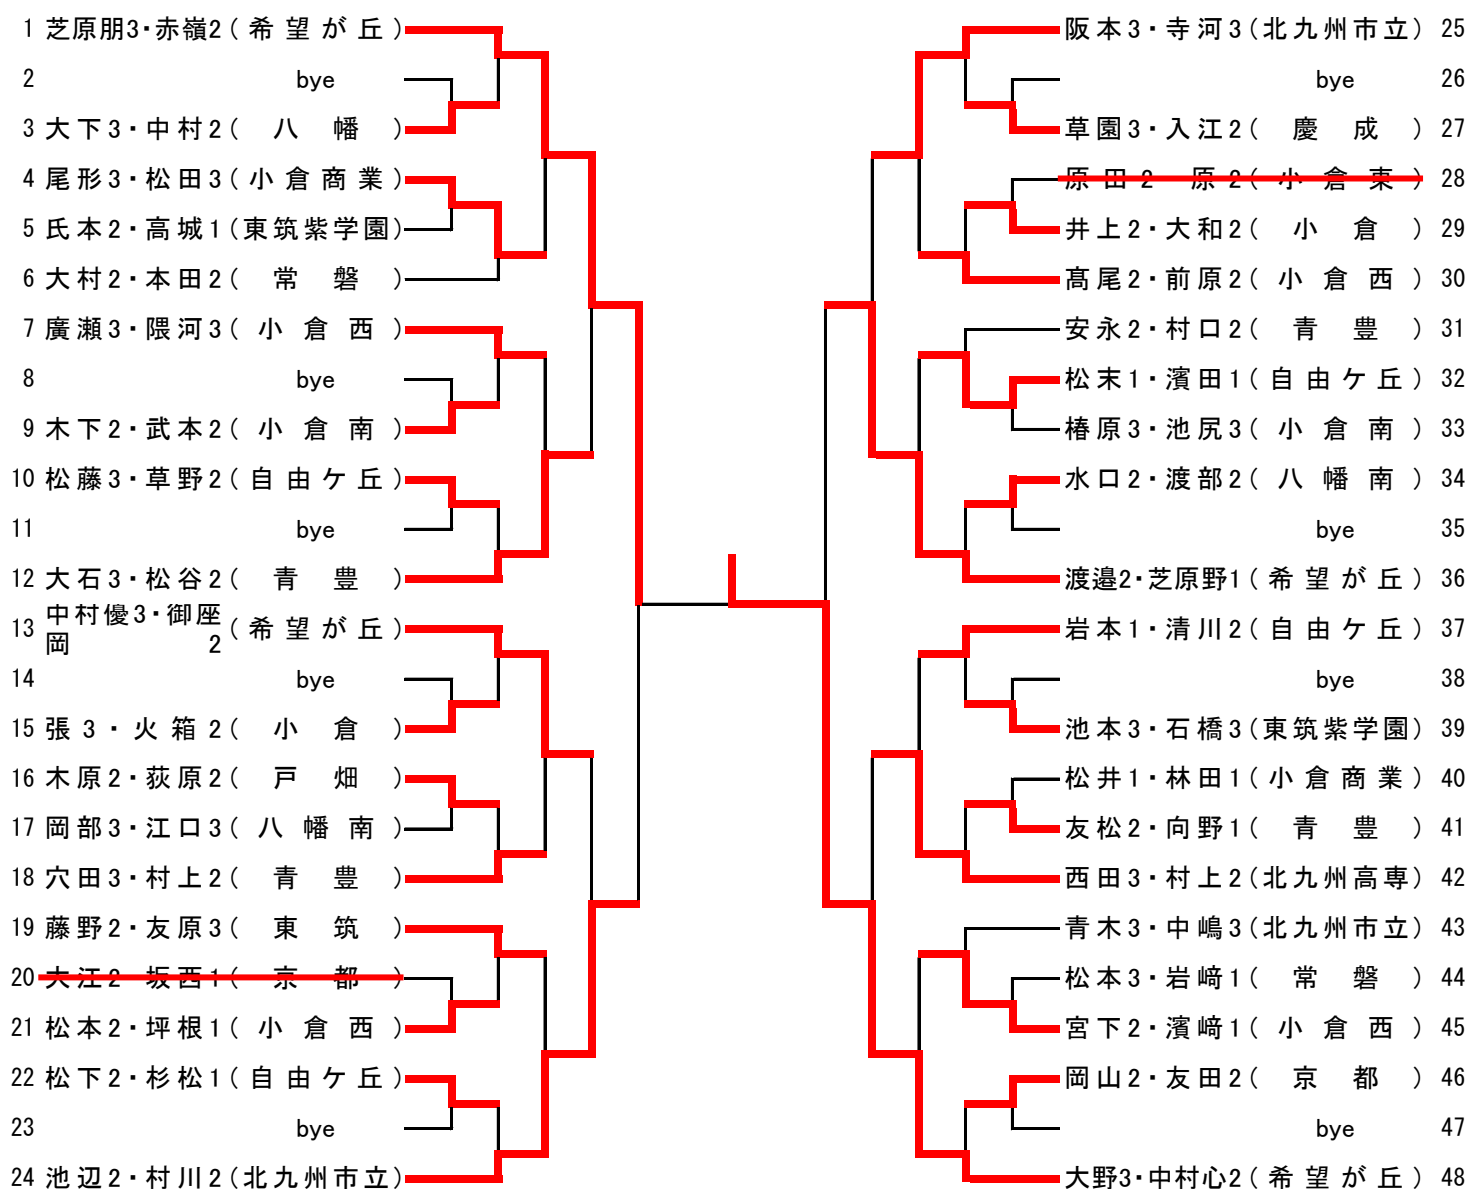 1 芝原朋3・赤嶺2(希望が丘)
2 bye
3 大下3・中村2(八幡)
4 尾形3・松田3(小倉商業)
5 氏本2・高城1(東筑紫学園)
6 大村2・本田2(常磐)
7 廣瀬3・隈河3(小倉西)
8 bye
9 木下2・武本2(小倉南)
10 松藤3・草野2(自由ケ丘)
11 bye
12 大石3・松谷2(青豊)
13 中村優3・御座岡2(希望が丘)
14 bye
15 張3・火箱2(小倉)
16 木原2・荻原2(戸畑)
17 岡部3・江口3(八幡南)
18 穴田3・村上2(青豊)
19 藤野2・友原3(東筑)
20 大江2 坂西1(京都)
21 松本2・坪根1(小倉西)
22 松下2・杉松1(自由ケ丘)
23 bye
24 池辺2・村川2(北九州市立)
阪本3・寺河3(北九州市立) 25
bye 26
草園3・入江2(慶成) 27
原田2 原2(小倉東) 28
井上2・大和2(小倉) 29
髙尾2・前原2(小倉西) 30
安永2・村口2(青豊) 31
松末1・濱田1(自由ケ丘) 32
椿原3・池尻3(小倉南) 33
水口2・渡部2(八幡南) 34
bye 35
渡邉2・芝原野1(希望が丘) 36
岩本1・清川2(自由ケ丘) 37
bye 38
池本3・石橋3(東筑紫学園) 39
松井1・林田1(小倉商業) 40
友松2・向野1(青豊) 41
西田3・村上2(北九州高専) 42
青木3・中嶋3(北九州市立) 43
松本3・岩﨑1(常磐) 44
宮下2・濱﨑1(小倉西) 45
岡山2・友田2(京都) 46
bye 47
大野3・中村心2(希望が丘) 48